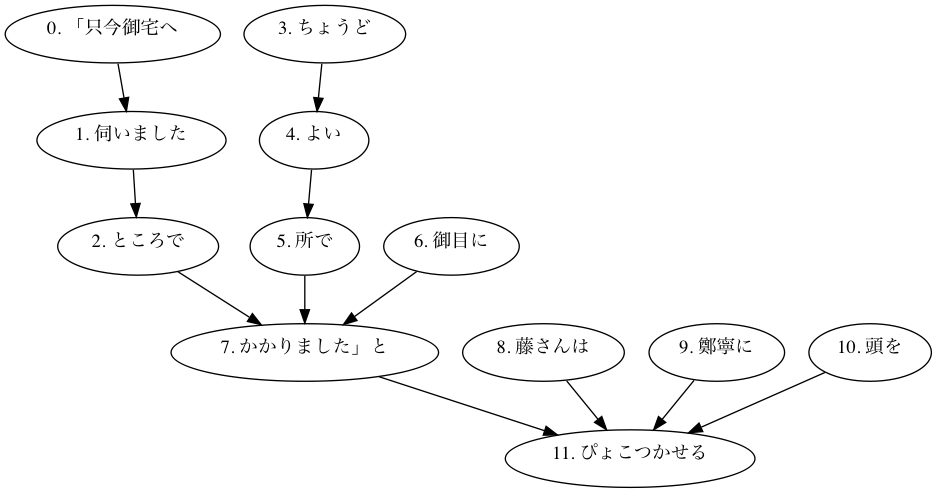 0. 「只今御宅へ
3. ちょうど
1. 伺いました
4. よい
2. ところで
5. 所で
6. 御目に
7. かかりました」と
8. 藤さんは
9. 鄭寧に
10. 頭を
11. ぴょこつかせる